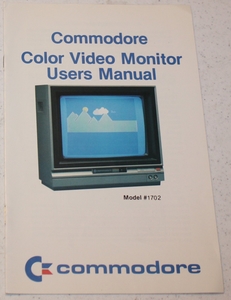 Commodore
Color Video Monitor
Users Manual
Model #1702
commodore